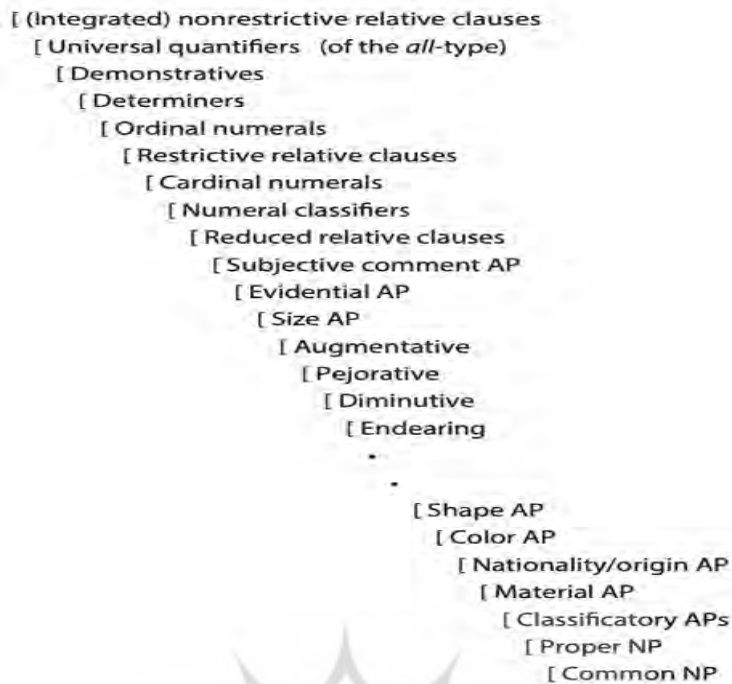 [ (Integrated) nonrestrictive relative clauses
[ Universal quantifiers (of the all-type)
[ Demonstratives
[ Determiners
[ Ordinal numerals
[ Restrictive relative clauses
[ Cardinal numerals
[ Numeral classifiers
[ Reduced relative clauses
[ Subjective comment AP
[ Evidential AP
[ Size AP
[ Augmentative
[ Pejorative
[ Diminutive
[ Endearing
.
.
[ Shape AP
[ Color AP
[ Nationality/origin AP
[ Material AP
[ Classificatory APs
[ Proper NP
[ Common NP